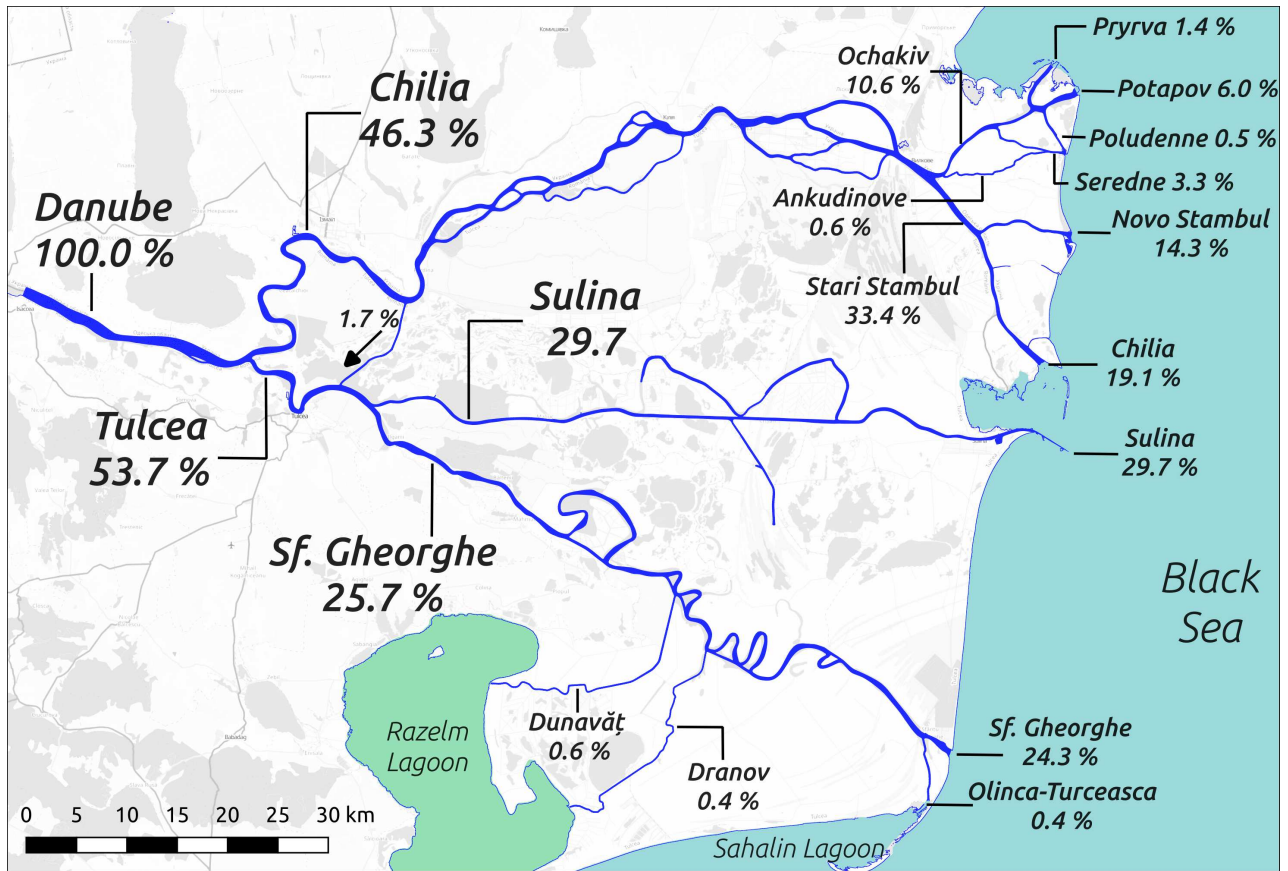 Pryrva 1.4 %
Ochakiv
10.6 %
Potapov 6.0 %
Chilia
46.3 %
Poludenne 0.5 %
Seredne 3.3 %
Ankudinove
0.6 %
Danube
100.0 %
Novo Stambul
14.3 %
Stari Stambul
33.4 %
Sulina
29.7
1.7 %
Chilia
19.1 %
Tulcea
53.7 %
Sulina
29.7 %
Sf. Gheorghe
25.7 %
Black
Sea
Razelm
Lagoon
Dunavăț
0.6 %
Dranov
0.4 %
Sf. Gheorghe
24.3 %
Olinca-Turceasca
0.4 %
0 5 10 15 20 25 30 km
Sahalin Lagoon
Tulcea
Babadag